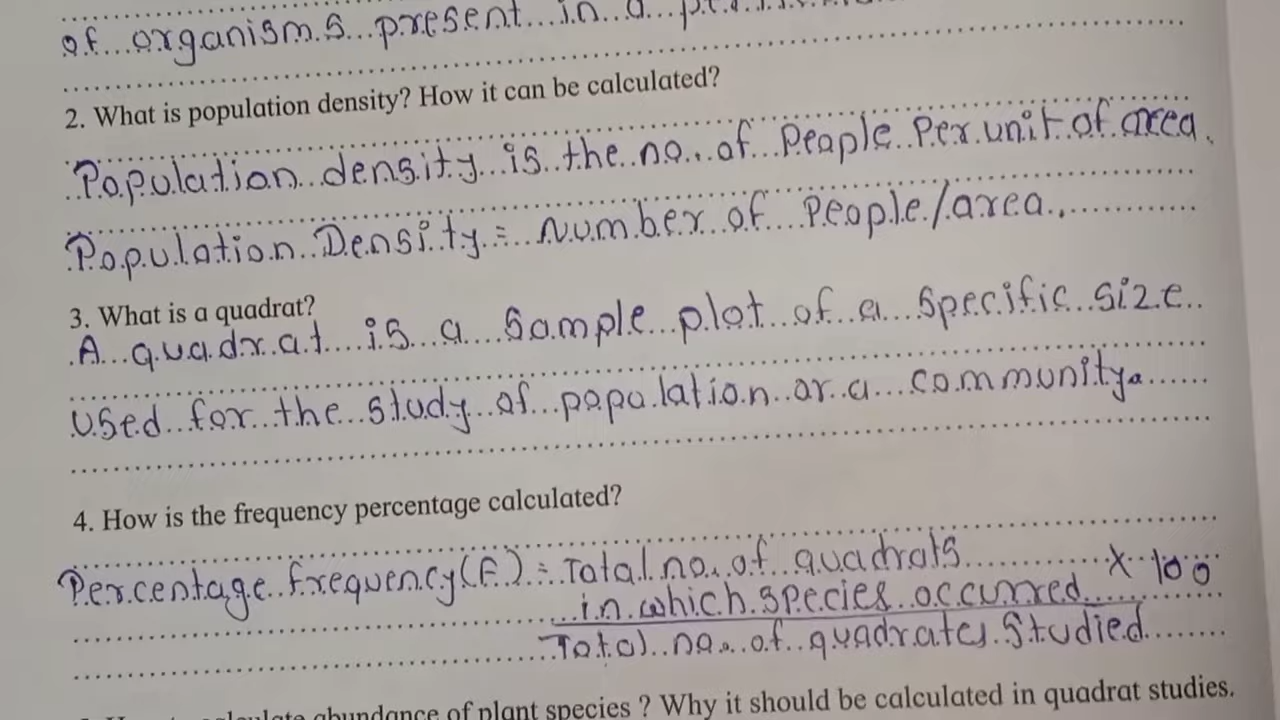 of organisms present in a
2. What is population density? How it can be calculated?
Population density is the no. of People Per unit of area.
Population Density = Number of People/area.
3. What is a quadrat?
A quadrat is a sample plot of a specific size
used for the study of population or a community.
4. How is the frequency percentage calculated?
Percentage frequency (F) = Total no. of quadrats
in which species occurred × 100
Total no. of quadrates studied
abundance of plant species ? Why it should be calculated in quadrat studies.